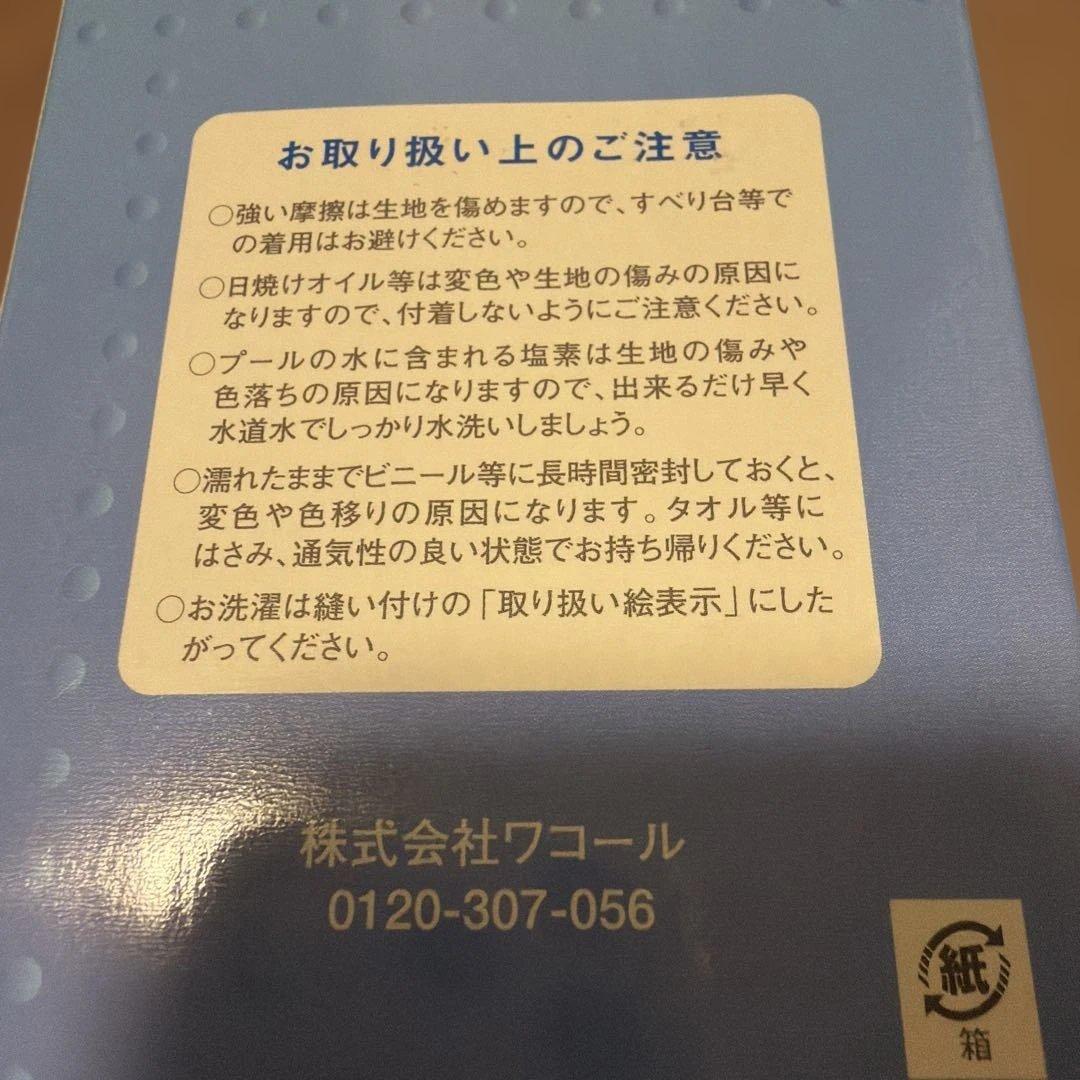 お取り扱い上のご注意
○強い摩擦は生地を傷めますので、すべり台等で
の着用はお避けください。
○日焼けオイル等は変色や生地の傷みの原因に
なりますので、付着しないようにご注意ください。
○プールの水に含まれる塩素は生地の傷みや
色落ちの原因になりますので、出来るだけ早く
水道水でしっかり水洗いしましょう。
○濡れたままでビニール等に長時間密封しておくと、
変色や色移りの原因になります。タオル等に
はさみ、通気性の良い状態でお持ち帰りください。
○お洗濯は縫い付けの「取り扱い絵表示」にした
がってください。
株式会社ワコール
0120-307-056
紙
箱